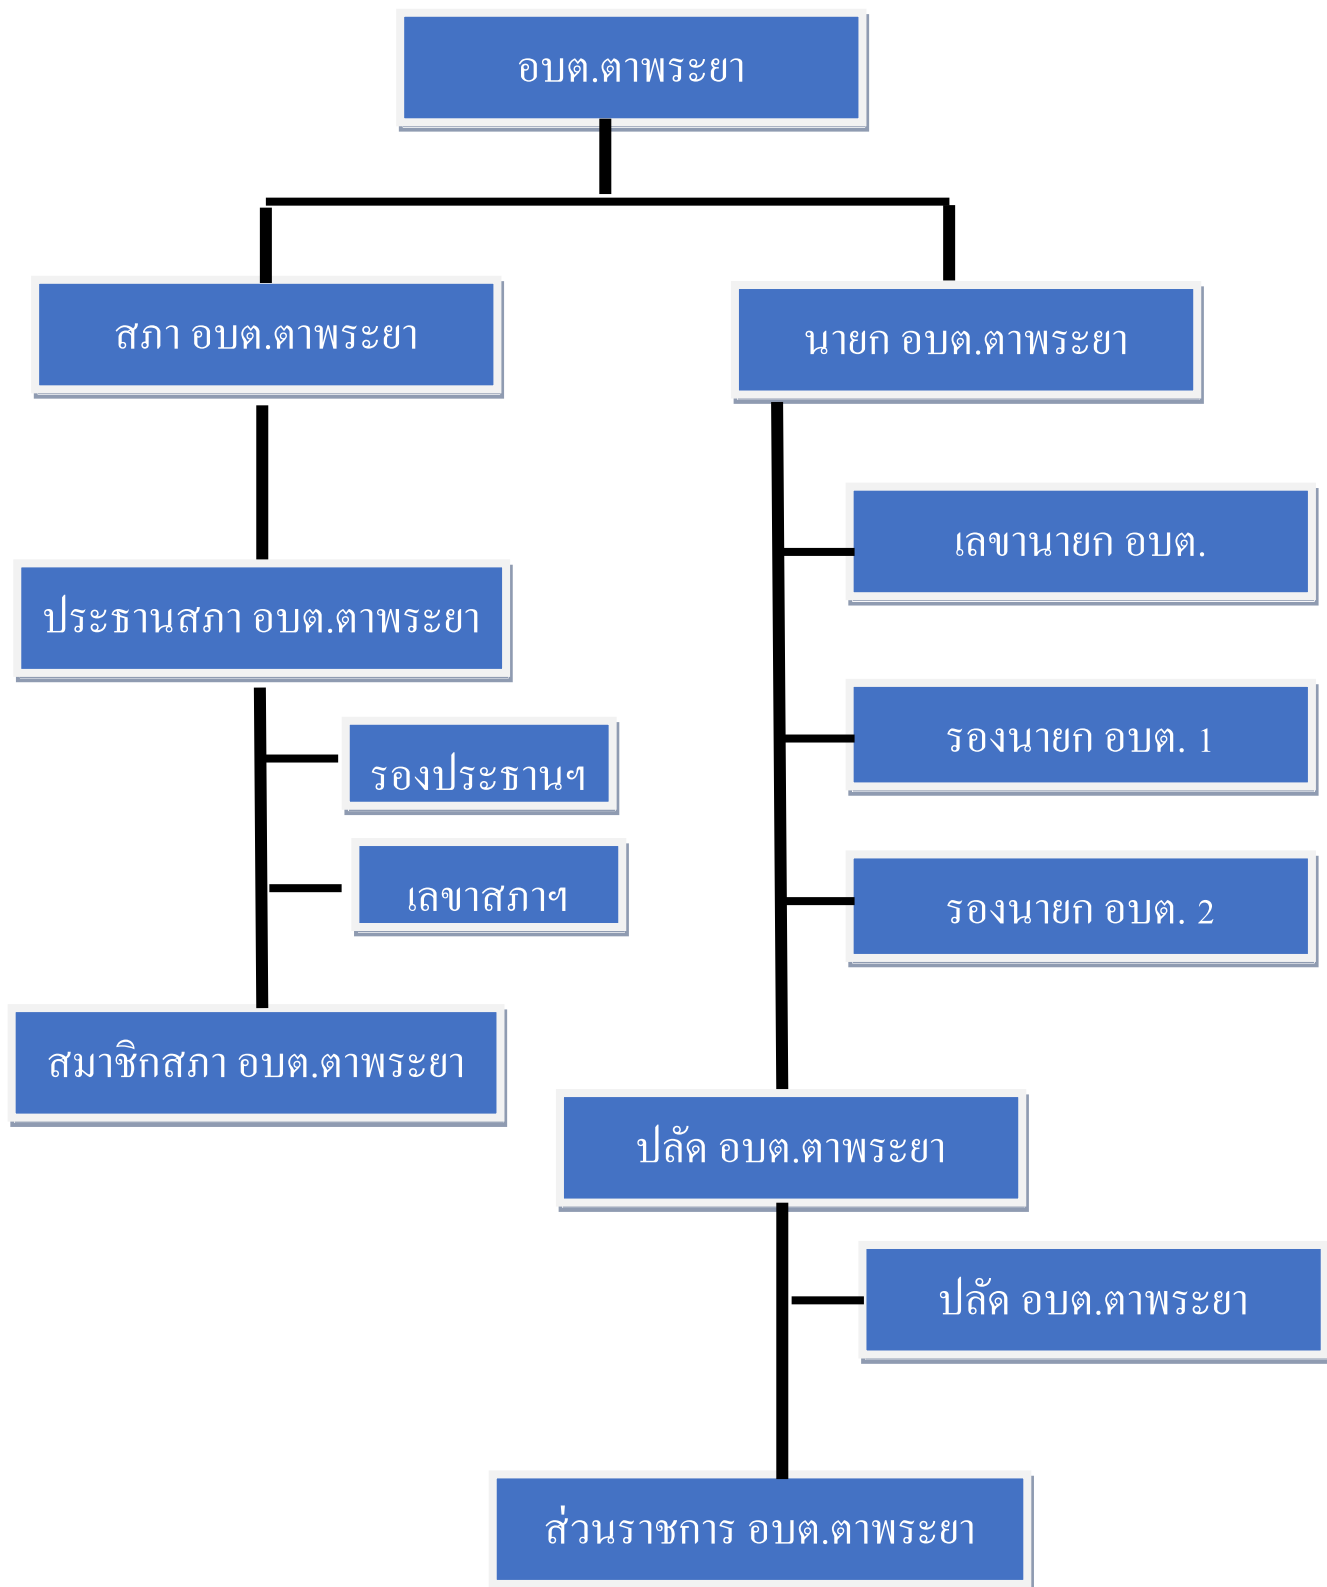 อบต.ตาพระยา
สภา อบต.ตาพระยา
นายก อบต.ตาพระยา
เลขานายก อบต.
ประธานสภา อบต.ตาพระยา
รองนายก อบต. 1
รองประธานฯ
เลขาสภาฯ
รองนายก อบต. 2
สมาชิกสภา อบต.ตาพระยา
ปลัด อบต.ตาพระยา
ปลัด อบต.ตาพระยา
ส่วนราชการ อบต.ตาพระยา